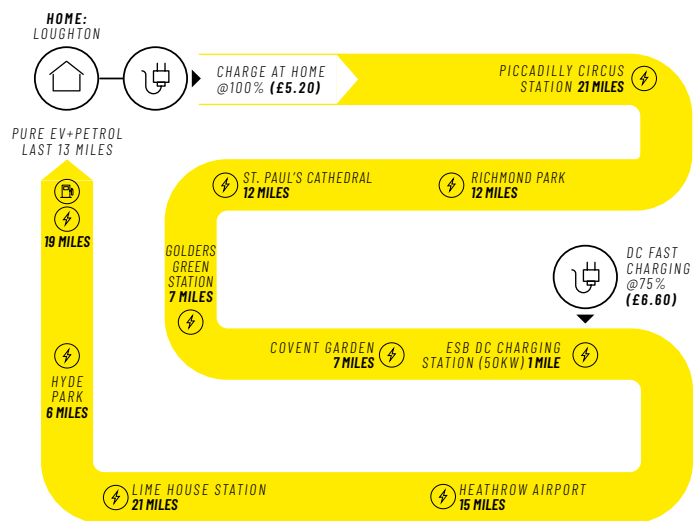 HOME:
LOUGHTON
CHARGE AT HOME
@100% (£5.20)
PICCADILLY CIRCUS
STATION 21 MILES
RICHMOND PARK
12 MILES
ST. PAUL'S CATHEDRAL
12 MILES
GOLDERS
GREEN
STATION
7 MILES
COVENT GARDEN
7 MILES
ESB DC CHARGING
STATION (50KW) 1 MILE
DC FAST
CHARGING
@75%
(£6.60)
HEATHROW AIRPORT
15 MILES
LIME HOUSE STATION
21 MILES
HYDE
PARK
6 MILES
19 MILES
PURE EV+PETROL
LAST 13 MILES